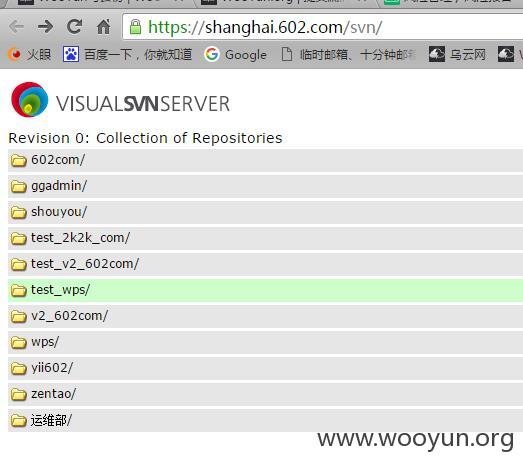 https://shanghai.602.com/svn/
火眼 百度一下,你就知道 Google 临时邮箱、十分钟邮箱 乌云网
VISUALSVNSERVER
Revision 0: Collection of Repositories
602com/
ggadmin/
shouyou/
test_2k2k_com/
test_v2_602com/
test_wps/
v2_602com/
wps/
yii602/
zentao/
运维部/
www.wooyun.org